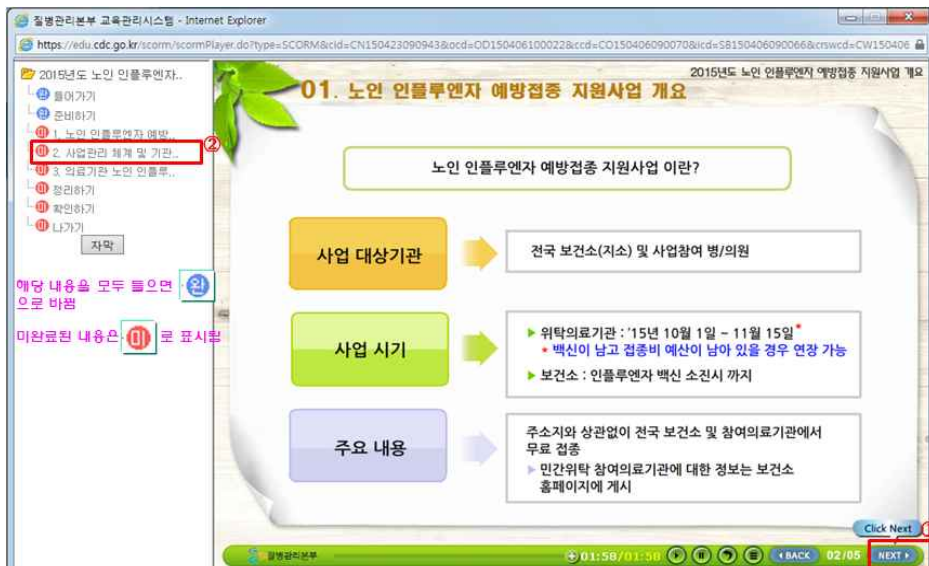 질병관리본부 교육관리시스템 - Internet Explorer
https://edu.cdc.go.kr/scorm/scormPlayer.do?type=SCORM&cid=CN150423090943&ocd=OD150406100022&ccd=CO150406090070&icd=SB150406090066&crswcd=CW150406
2015년도 노인 인플루엔자..
완 들어가기
완 준비하기
미 1. 노인 인플루엔자 예방..
②
미 2. 사업관리 체계 및 기관..
미 3. 의료기관 노인 인플루..
미 정리하기
미 확인하기
미 나가기
자막
해당 내용을 모두 들으면 완
으로 바뀜
미완료된 내용은 미 로 표시됨
2015년도 노인 인플루엔자 예방접종 지원사업 개요
01. 노인 인플루엔자 예방접종 지원사업 개요
노인 인플루엔자 예방접종 지원사업 이란?
사업 대상기관
전국 보건소(지소) 및 사업참여 병/의원
사업 시기
▶ 위탁의료기관 : '15년 10월 1일 ~ 11월 15일*
* 백신이 남고 접종비 예산이 남아 있을 경우 연장 가능
▶ 보건소 : 인플루엔자 백신 소진시 까지
주요 내용
주소지와 상관없이 전국 보건소 및 참여의료기관에서
무료 접종
▶ 민간위탁 참여의료기관에 대한 정보는 보건소
홈페이지에 게시
Click Next
①
질병관리본부
01:58/01:58
BACK
02/05
NEXT